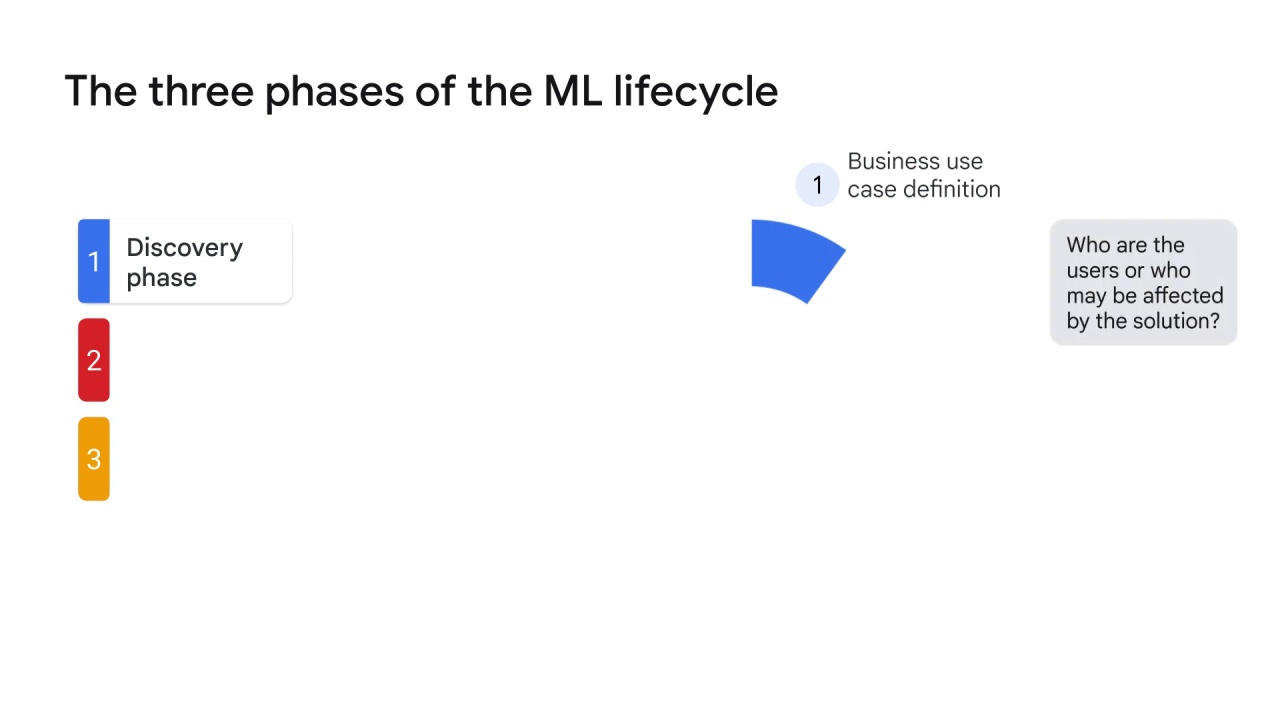 The three phases of the ML lifecycle
1
Discovery
phase
2
3
1
Business use
case definition
Who are the
users or who
may be affected
by the solution?